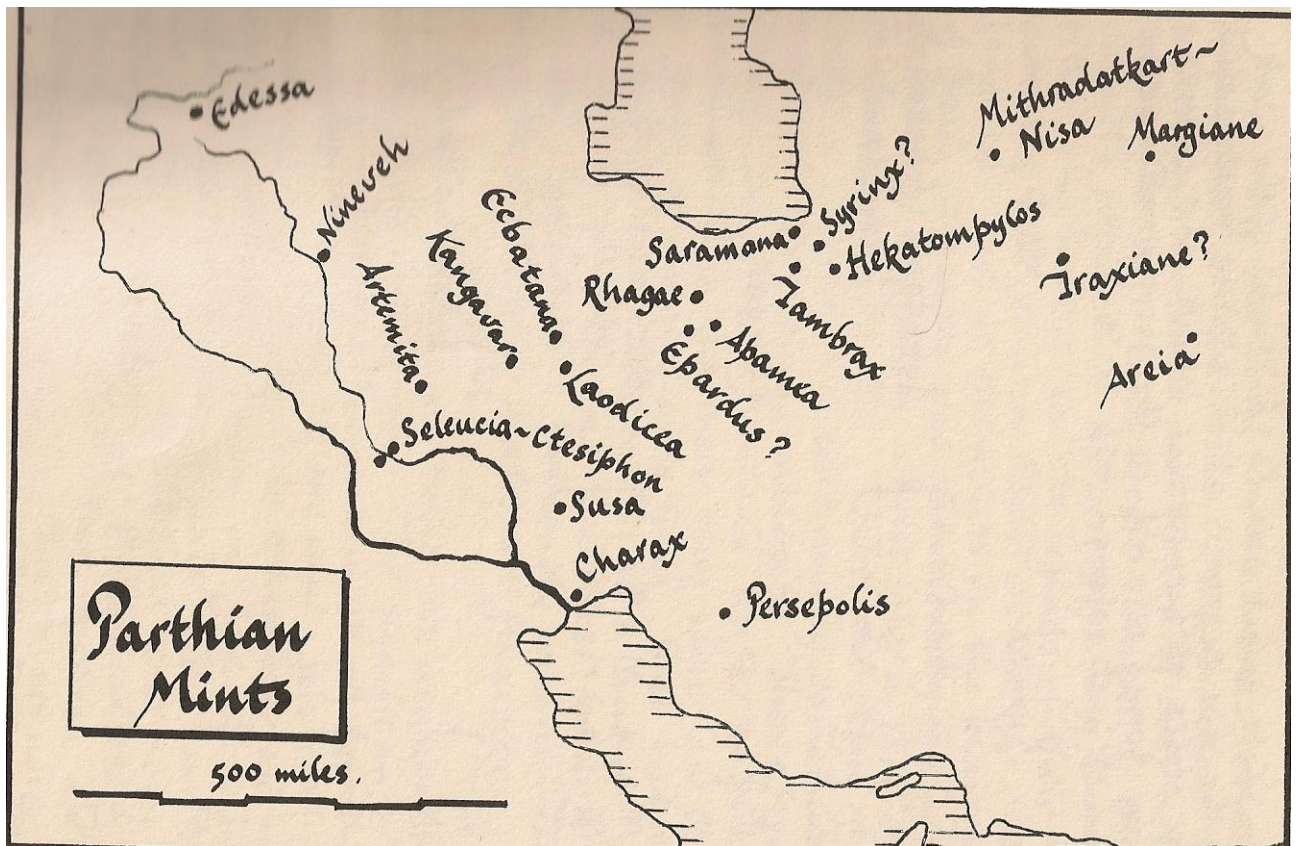 Edessa
Nineveh
Artemita
Kangavar
Ecbatana
Laodicea
Seleucia~Ctesiphon
Susa
Charax
Persepolis
Rhagae
Epardus?
Apamea
Saramana
Syrinx?
Hekatompylos
Tambrax
Mithradatkart~
Nisa
Margiane
Traxiane?
Areia
Parthian
Mints
500 miles.